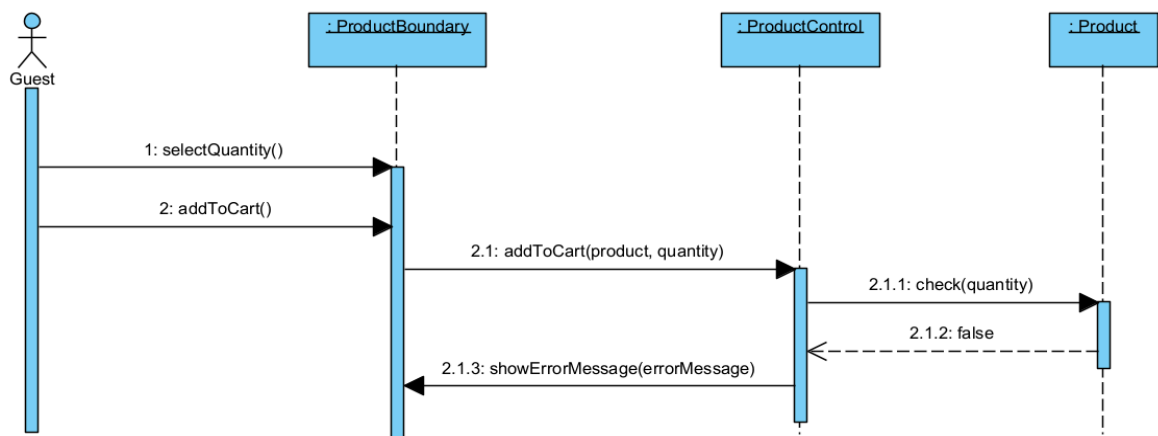 : ProductBoundary
: ProductControl
: Product
Guest
1: selectQuantity()
2: addToCart()
2.1: addToCart(product, quantity)
2.1.1: check(quantity)
2.1.2: false
2.1.3: showErrorMessage(errorMessage)